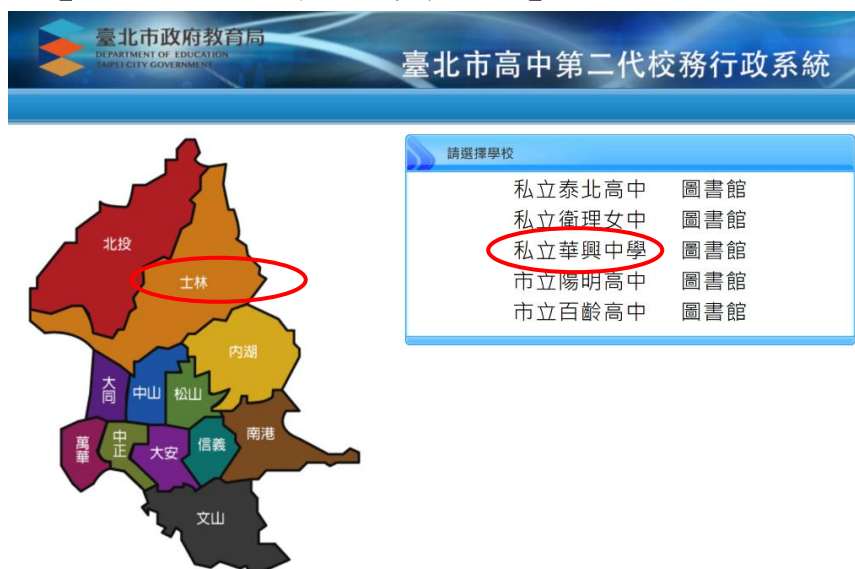 臺北市政府教育局
DEPARTMENT OF EDUCATION
TAIPEI CITY GOVERNMENT
臺北市高中第二代校務行政系統
請選擇學校
私立泰北高中 圖書館
私立衛理女中 圖書館
私立華興中學 圖書館
市立陽明高中 圖書館
市立百齡高中 圖書館
北投
士林
內湖
大同
中山
松山
南港
萬華
中正
大安
信義
文山